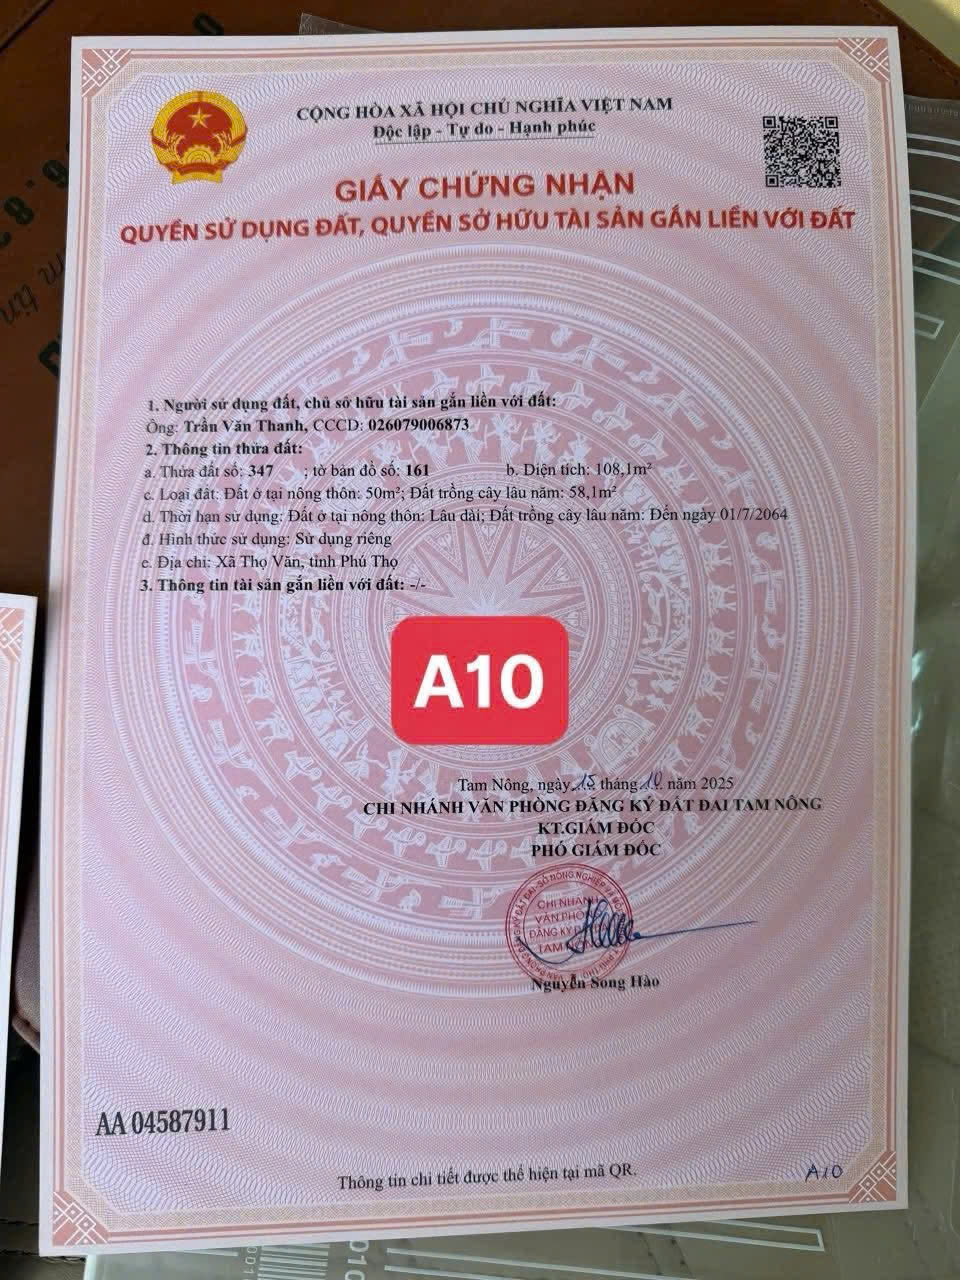 CỘNG HÒA XÃ HỘI CHỦ NGHĨA VIỆT NAM
Độc lập - Tự do - Hạnh phúc
GIẤY CHỨNG NHẬN
QUYỀN SỬ DỤNG ĐẤT, QUYỀN SỞ HỮU TÀI SẢN GẮN LIỀN VỚI ĐẤT
1. Người sử dụng đất, chủ sở hữu tài sản gắn liền với đất:
Ông: Trần Văn Thanh, CCCD: 026079006873
2. Thông tin thửa đất:
a. Thửa đất số: 347 ; tờ bản đồ số: 161 b. Diện tích: 108,1m²
c. Loại đất: Đất ở tại nông thôn: 50m²; Đất trồng cây lâu năm: 58,1m²
d. Thời hạn sử dụng: Đất ở tại nông thôn: Lâu dài; Đất trồng cây lâu năm: Đến ngày 01/7/2064
đ. Hình thức sử dụng: Sử dụng riêng
e. Địa chỉ: Xã Thọ Văn, tỉnh Phú Thọ
3. Thông tin tài sản gắn liền với đất: -/-
A10
Tam Nông, ngày 15 tháng 10 năm 2025
CHI NHÁNH VĂN PHÒNG ĐĂNG KÝ ĐẤT ĐAI TAM NÔNG
KT.GIÁM ĐỐC
PHÓ GIÁM ĐỐC
CHI NHÁNH
VĂN PHÒNG
ĐĂNG KÝ
TAM NÔNG
Nguyễn Song Hào
AA 04587911
Thông tin chi tiết được thể hiện tại mã QR.
A10